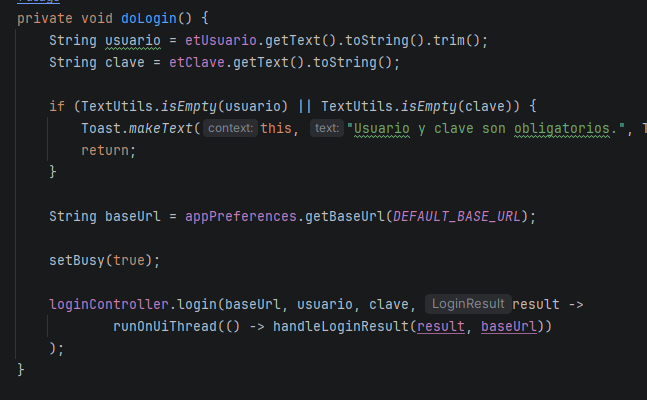 private void doLogin() {
String usuario = etUsuario.getText().toString().trim();
String clave = etClave.getText().toString();
if (TextUtils.isEmpty(usuario) || TextUtils.isEmpty(clave)) {
Toast.makeText( context: this, text: "Usuario y clave son obligatorios.",
return;
}
String baseUrl = appPreferences.getBaseUrl(DEFAULT_BASE_URL);
setBusy(true);
loginController.login(baseUrl, usuario, clave, LoginResult result ->
runOnUiThread(() -> handleLoginResult(result, baseUrl))
);
}